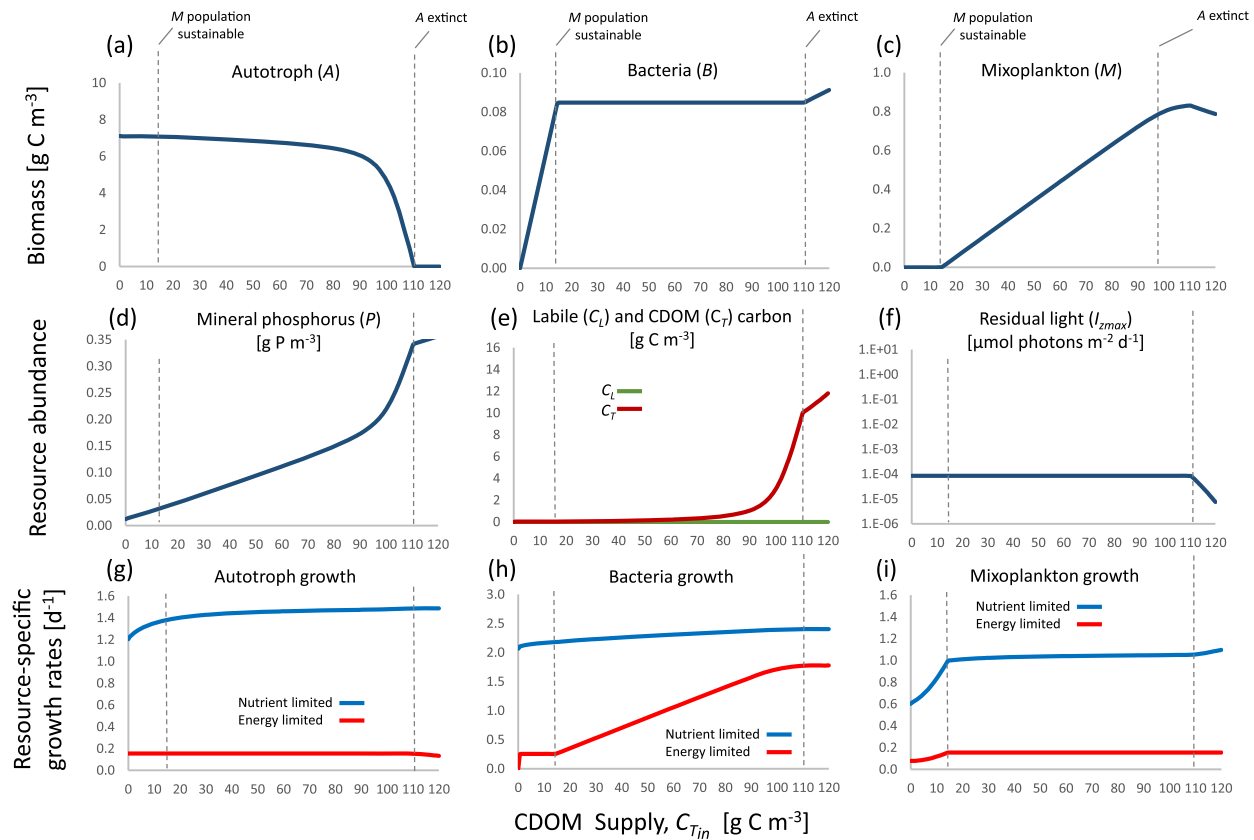 M population
sustainable
A extinct
M population
sustainable
A extinct
M population
sustainable
A extinct
(a)
Autotroph (A)
(b)
Bacteria (B)
(c)
Mixoplankton (M)
Biomass [g C m⁻³]
10
8
6
4
2
0
0 10 20 30 40 50 60 70 80 90 100 110 120
0.10
0.08
0.06
0.04
0.02
0.00
0 10 20 30 40 50 60 70 80 90 100 110 120
1.0
0.8
0.6
0.4
0.2
0.0
0 10 20 30 40 50 60 70 80 90 100 110 120
Resource abundance
(d)
Mineral phosphorus (P)
[g P m⁻³]
0.35
0.30
0.25
0.20
0.15
0.10
0.05
0.00
0 10 20 30 40 50 60 70 80 90 100 110 120
(e)
Labile (C_L) and CDOM (C_T) carbon
[g C m⁻³]
16
14
12
10
8
6
4
2
0
C_L
C_T
0 10 20 30 40 50 60 70 80 90 100 110 120
(f)
Residual light (I_zmax)
[µmol photons m⁻² d⁻¹]
1.E+01
1.E+00
1.E-01
1.E-02
1.E-03
1.E-04
1.E-05
1.E-06
0 10 20 30 40 50 60 70 80 90 100 110 120
Resource-specific
growth rates [d⁻¹]
(g)
Autotroph growth
1.6
1.4
1.2
1.0
0.8
0.6
0.4
0.2
0.0
Nutrient limited
Energy limited
0 10 20 30 40 50 60 70 80 90 100 110 120
(h)
Bacteria growth
3.0
2.5
2.0
1.5
1.0
0.5
0.0
Nutrient limited
Energy limited
0 10 20 30 40 50 60 70 80 90 100 110 120
(i)
Mixoplankton growth
Nutrient limited
Energy limited
1.6
1.4
1.2
1.0
0.8
0.6
0.4
0.2
0.0
0 10 20 30 40 50 60 70 80 90 100 110 120
CDOM Supply, C_Tin [g C m⁻³]